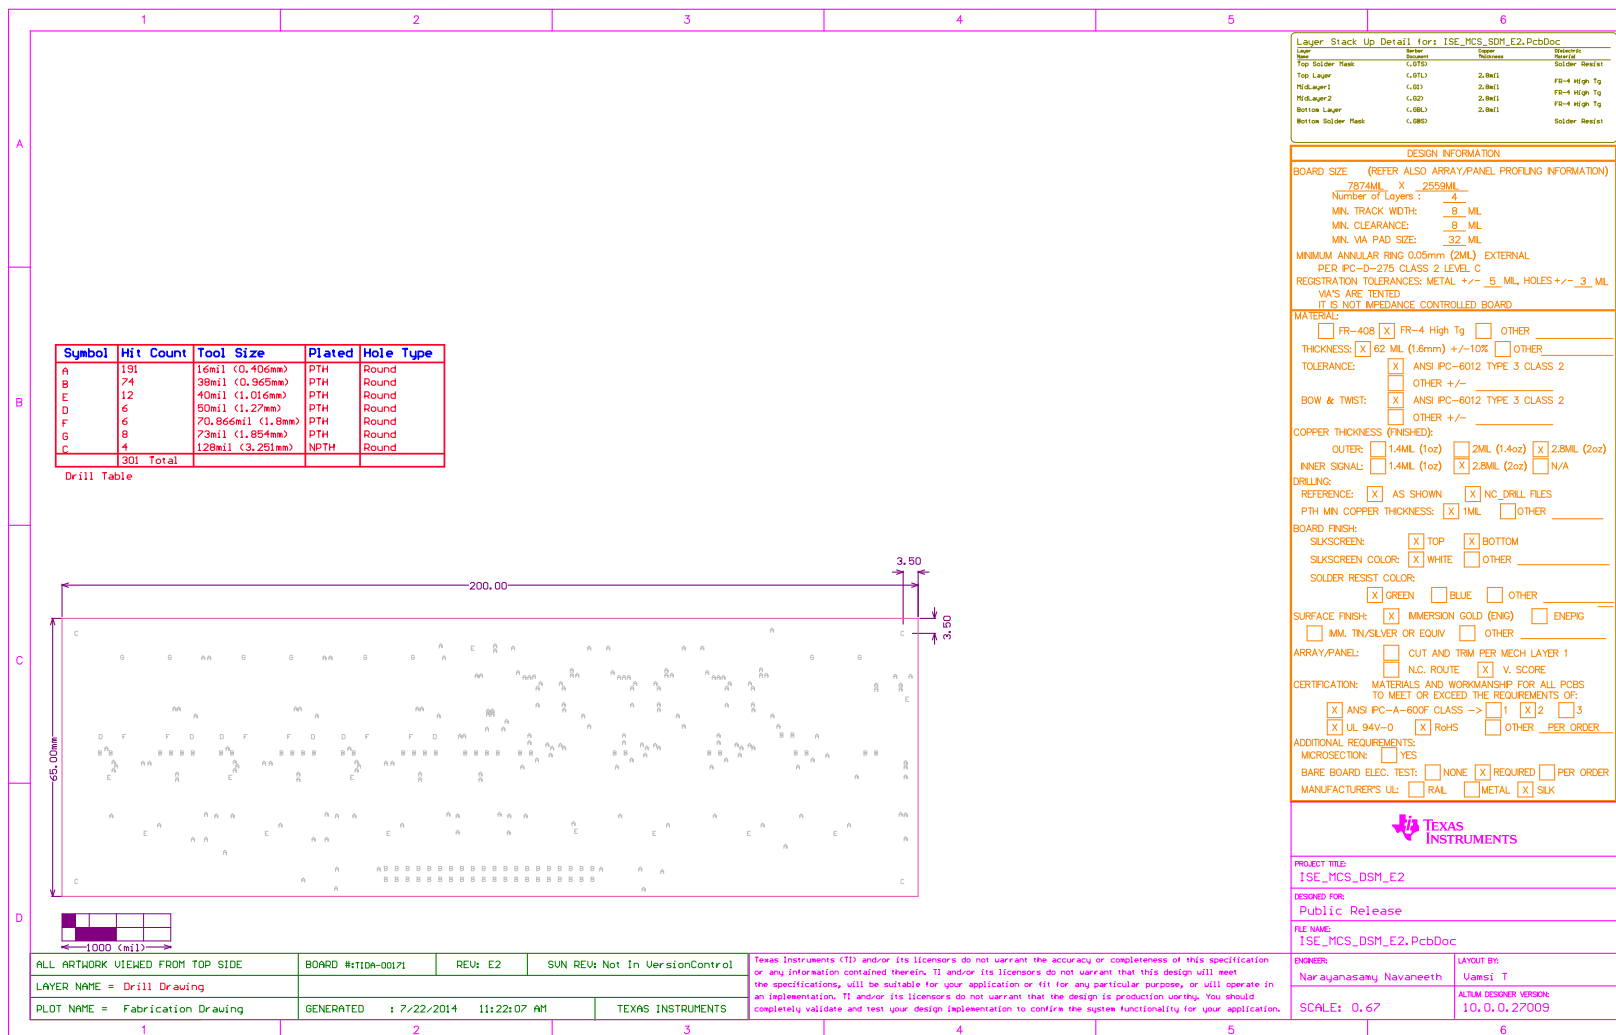 1 2 3 4 5 6
A
B
C
D
Layer Stack Up Detail for: ISE_MCS_SDM_E2.PcbDoc
Layer Name Gerber Document Copper Thickness Dielectric Material
Top Solder Mask (.GTS) Solder Resist
Top Layer (.GTL) 2.8mil
FR-4 High Tg
MidLayer1 (.G1) 2.8mil
FR-4 High Tg
MidLayer2 (.G2) 2.8mil
FR-4 High Tg
Bottom Layer (.GBL) 2.8mil
Bottom Solder Mask (.GBS) Solder Resist
DESIGN INFORMATION
BOARD SIZE (REFER ALSO ARRAY/PANEL PROFILING INFORMATION)
7874MIL X 2559MIL
Number of Layers : 4
MIN. TRACK WIDTH: 8 MIL
MIN. CLEARANCE: 8 MIL
MIN. VIA PAD SIZE: 32 MIL
MINIMUM ANNULAR RING 0.05mm (2MIL) EXTERNAL
PER IPC-D-275 CLASS 2 LEVEL C
REGISTRATION TOLERANCES: METAL +/- 5 MIL, HOLES +/- 3 MIL
VIA'S ARE TENTED
IT IS NOT IMPEDANCE CONTROLLED BOARD
MATERIAL:
FR-408 X FR-4 High Tg OTHER
THICKNESS: X 62 MIL (1.6mm) +/-10% OTHER
TOLERANCE: X ANSI IPC-6012 TYPE 3 CLASS 2
OTHER +/-
BOW & TWIST: X ANSI IPC-6012 TYPE 3 CLASS 2
OTHER +/-
COPPER THICKNESS (FINISHED):
OUTER: 1.4MIL (1oz) 2MIL (1.4oz) X 2.8MIL (2oz)
INNER SIGNAL: 1.4MIL (1oz) X 2.8MIL (2oz) N/A
DRILLING:
REFERENCE: X AS SHOWN X NC_DRILL FILES
PTH MIN COPPER THICKNESS: X 1MIL OTHER
BOARD FINISH:
SILKSCREEN: X TOP X BOTTOM
SILKSCREEN COLOR: X WHITE OTHER
SOLDER RESIST COLOR:
X GREEN BLUE OTHER
SURFACE FINISH: X IMMERSION GOLD (ENIG) ENEPIG
IMM. TIN/SILVER OR EQUIV OTHER
ARRAY/PANEL: CUT AND TRIM PER MECH LAYER 1
N.C. ROUTE X V. SCORE
CERTIFICATION: MATERIALS AND WORKMANSHIP FOR ALL PCBS
TO MEET OR EXCEED THE REQUIREMENTS OF:
X ANSI IPC-A-600F CLASS -> 1 X 2 3
X UL 94V-0 X RoHS OTHER PER ORDER
ADDITIONAL REQUIREMENTS:
MICROSECTION: YES
BARE BOARD ELEC. TEST: NONE X REQUIRED PER ORDER
MANUFACTURER'S UL: RAIL METAL X SILK
TEXAS
INSTRUMENTS
PROJECT TITLE:
ISE_MCS_DSM_E2
DESIGNED FOR:
Public Release
FILE NAME:
ISE_MCS_DSM_E2.PcbDoc
ENGINEER: LAYOUT BY:
Narayanasamy Navaneeth Vamsi T
ALTIUM DESIGNER VERSION:
SCALE: 0.67 10.0.0.27009
Symbol Hit Count Tool Size Plated Hole Type
A 191 16mil (0.406mm) PTH Round
B 74 38mil (0.965mm) PTH Round
E 12 40mil (1.016mm) PTH Round
D 6 50mil (1.27mm) PTH Round
F 6 70.866mil (1.8mm) PTH Round
G 8 73mil (1.854mm) PTH Round
C 4 128mil (3.251mm) NPTH Round
301 Total
Drill Table
3.50
200.00
3.50
65.00mm
1000 (mil)
ALL ARTWORK VIEWED FROM TOP SIDE BOARD #:TIDA-00171 REV: E2 SVN REV: Not In VersionControl
LAYER NAME = Drill Drawing
PLOT NAME = Fabrication Drawing GENERATED : 7/22/2014 11:22:07 AM TEXAS INSTRUMENTS
Texas Instruments (TI) and/or its licensors do not warrant the accuracy or completeness of this specification
or any information contained therein. TI and/or its licensors do not warrant that this design will meet
the specifications, will be suitable for your application or fit for any particular purpose, or will operate in
an implementation. TI and/or its licensors do not warrant that the design is production worthy. You should
completely validate and test your design implementation to confirm the system functionality for your application.
1 2 3 4 5 6